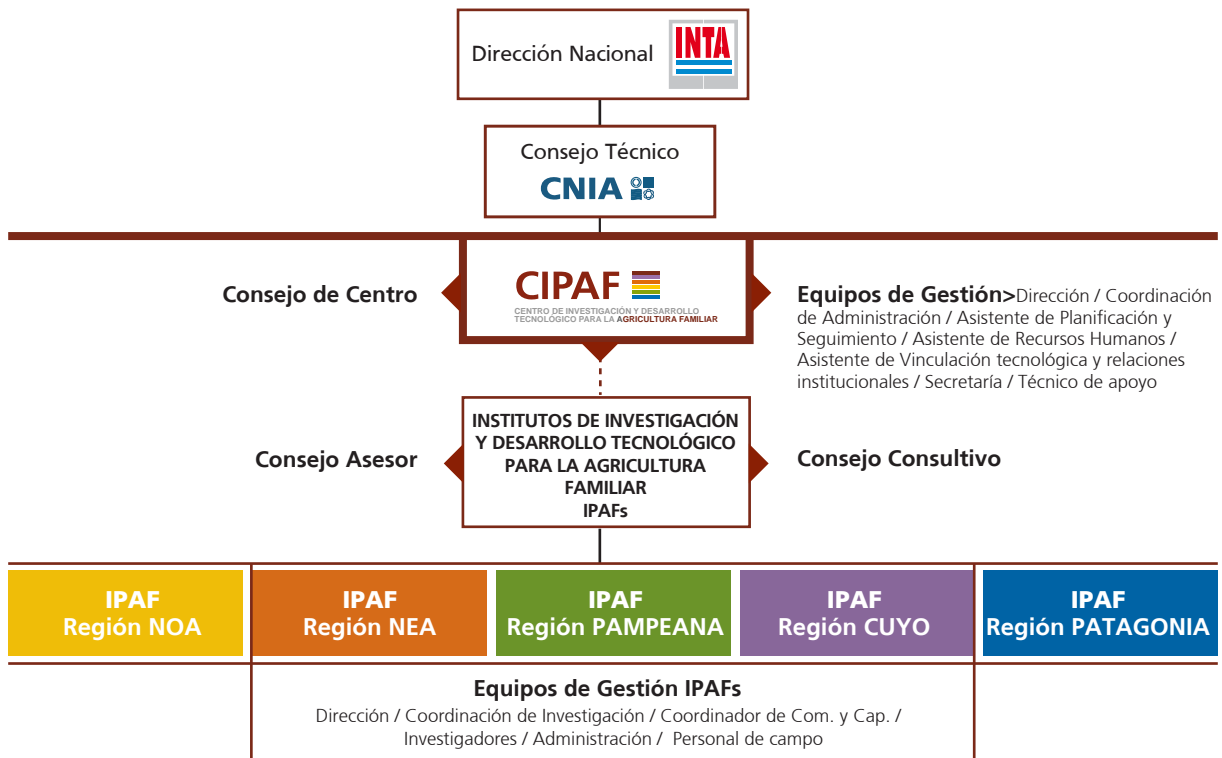 Dirección Nacional
INTA
Consejo Técnico
CNIA
CIPAF
CENTRO DE INVESTIGACIÓN Y DESARROLLO
TECNOLÓGICO PARA LA AGRICULTURA FAMILIAR
Consejo de Centro
Equipos de Gestión>Dirección / Coordinación
de Administración / Asistente de Planificación y
Seguimiento / Asistente de Recursos Humanos /
Asistente de Vinculación tecnológica y relaciones
institucionales / Secretaría / Técnico de apoyo
INSTITUTOS DE INVESTIGACIÓN
Y DESARROLLO TECNOLÓGICO
PARA LA AGRICULTURA
FAMILIAR
IPAFs
Consejo Asesor
Consejo Consultivo
IPAF
Región NOA
IPAF
Región NEA
IPAF
Región PAMPEANA
IPAF
Región CUYO
IPAF
Región PATAGONIA
Equipos de Gestión IPAFs
Dirección / Coordinación de Investigación / Coordinador de Com. y Cap. /
Investigadores / Administración / Personal de campo